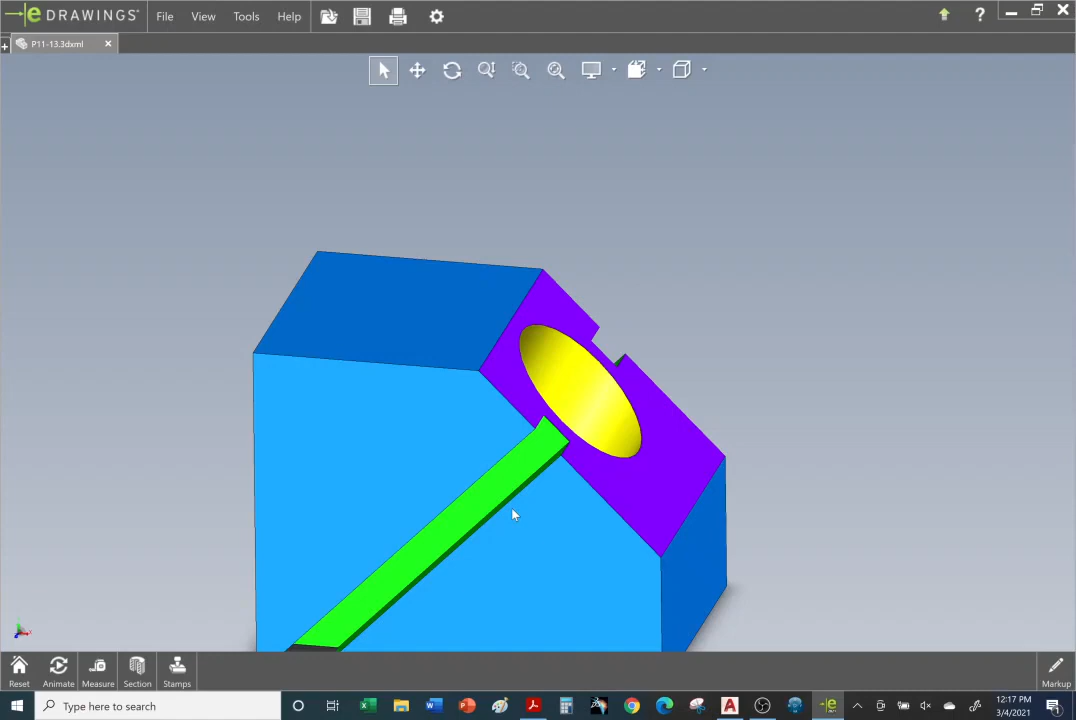 eDRAWINGS® File View Tools Help ?
P11-13.3dxml
Reset Animate Measure Section Stamps Markup
Type here to search
12:17 PM
3/4/2021